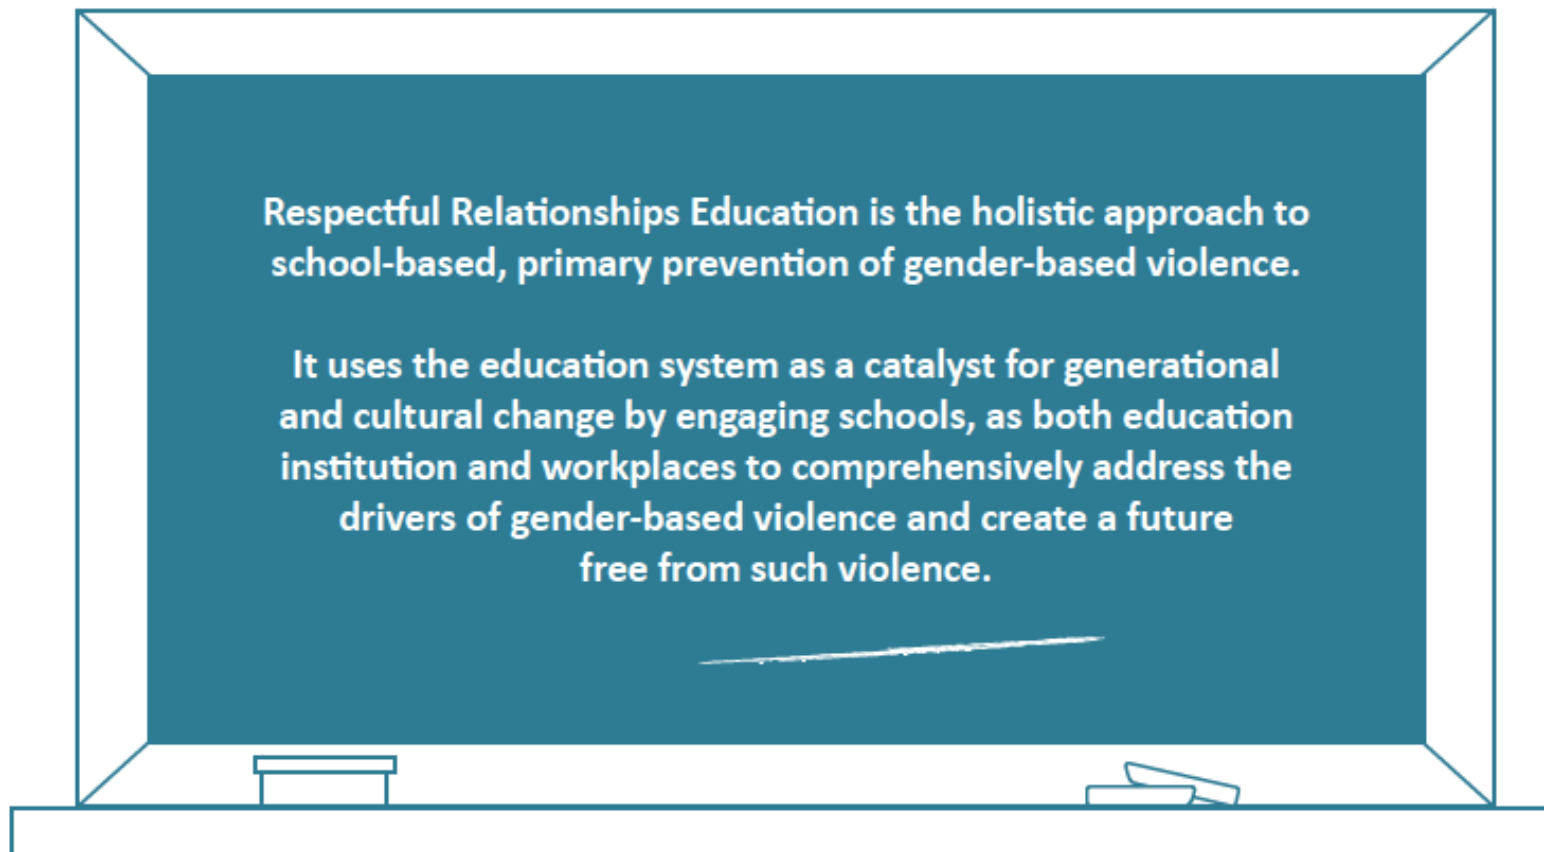 Respectful Relationships Education is the holistic approach to
school-based, primary prevention of gender-based violence.
It uses the education system as a catalyst for generational
and cultural change by engaging schools, as both education
institution and workplaces to comprehensively address the
drivers of gender-based violence and create a future
free from such violence.